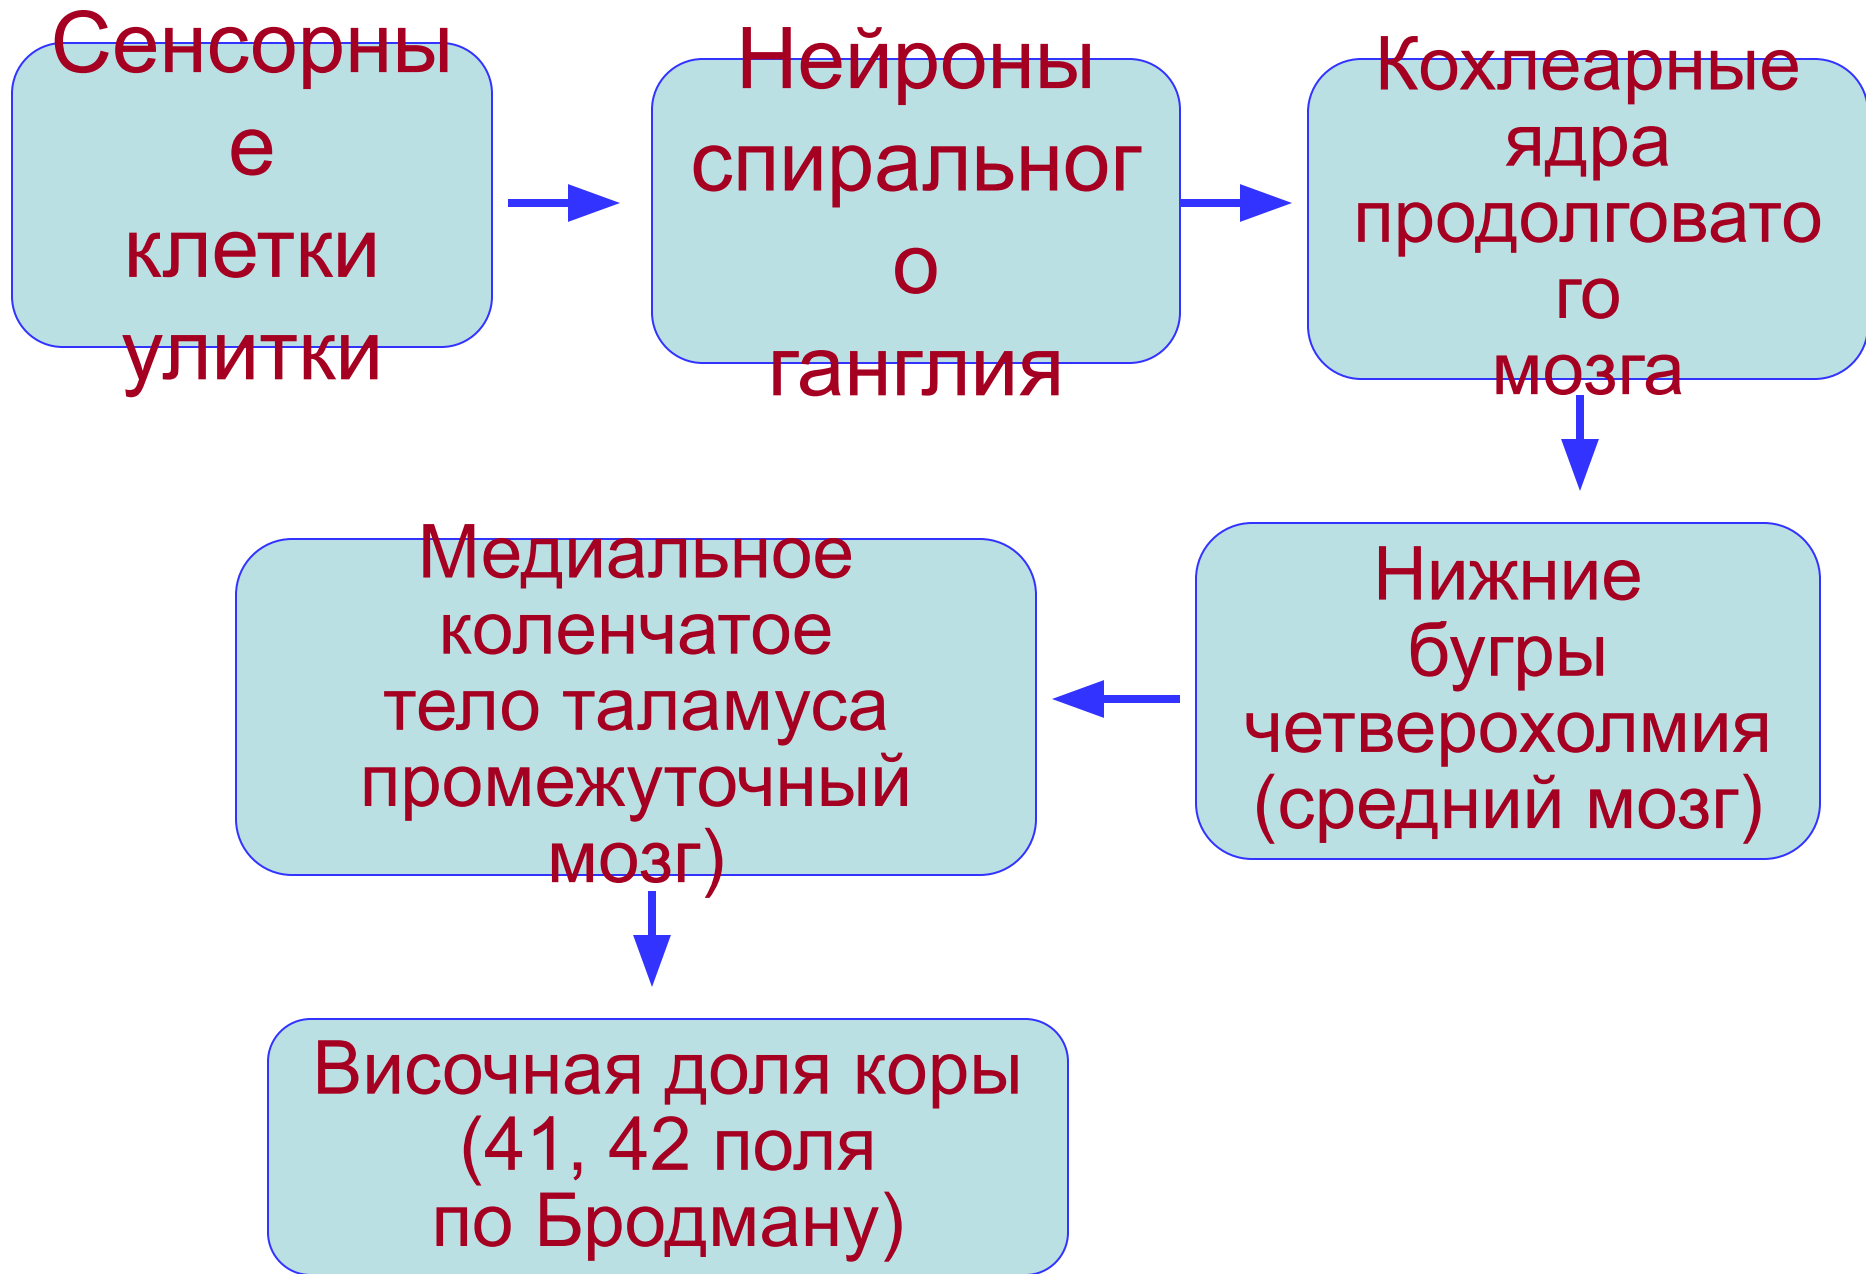 Сенсорны
е
клетки
улитки
Нейроны
спиральног
о
ганглия
Кохлеарные
ядра
продолговато
го
мозга
Нижние
бугры
четверохолмия
(средний мозг)
Медиальное
коленчатое
тело таламуса
промежуточный
мозг)
Височная доля коры
(41, 42 поля
по Бродману)